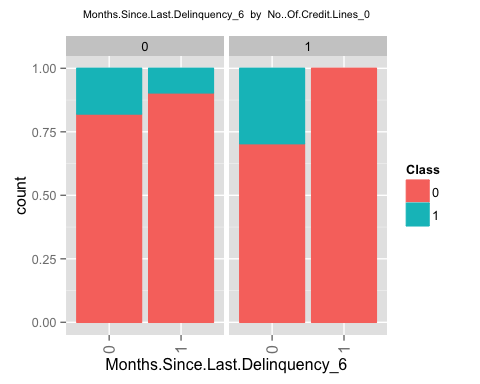 Months.Since.Last.Delinquency_6 by No..Of.Credit.Lines_0
0 1
1.00
0.75
0.50
0.25
0.00
count
0 1 0 1
Months.Since.Last.Delinquency_6
Class
0
1